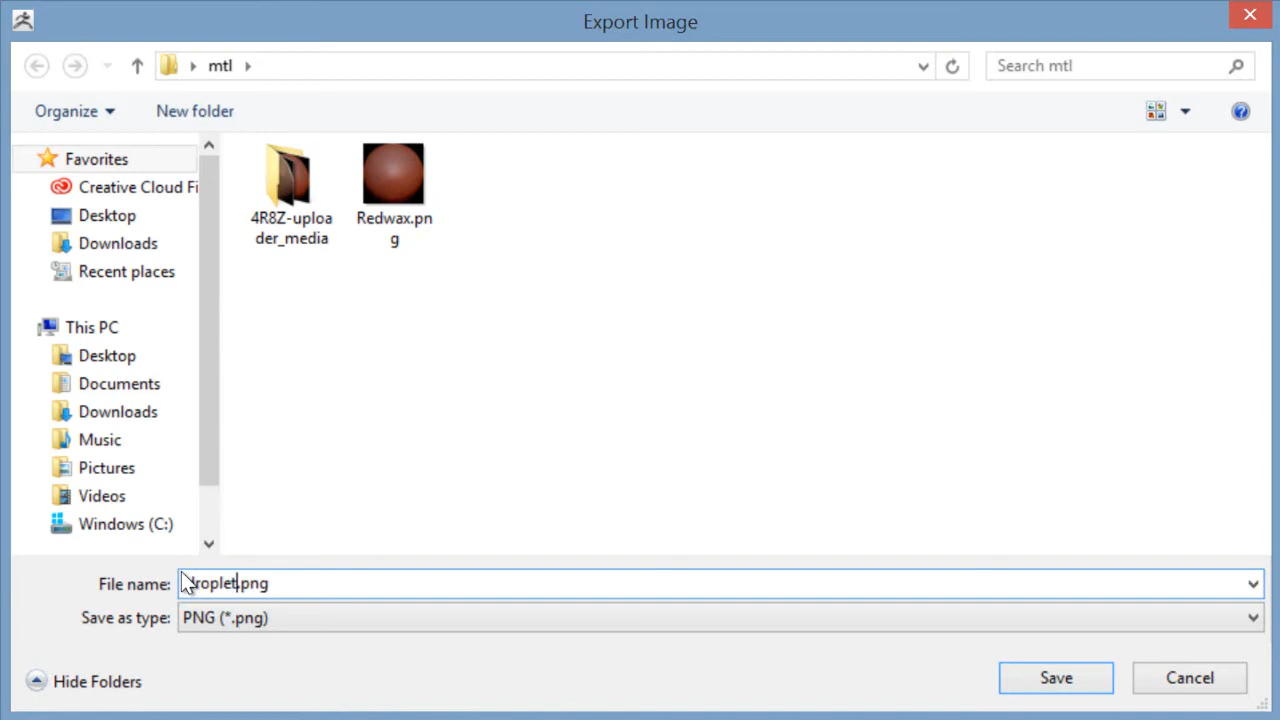 Export Image
mtl
Search mtl
Organize
New folder
Favorites
Creative Cloud Fi
Desktop
Downloads
Recent places
This PC
Desktop
Documents
Downloads
Music
Pictures
Videos
Windows (C:)
4R8Z-uploa
der_media
Redwax.pn
g
File name: droplet.png
Save as type: PNG (*.png)
Hide Folders
Save
Cancel